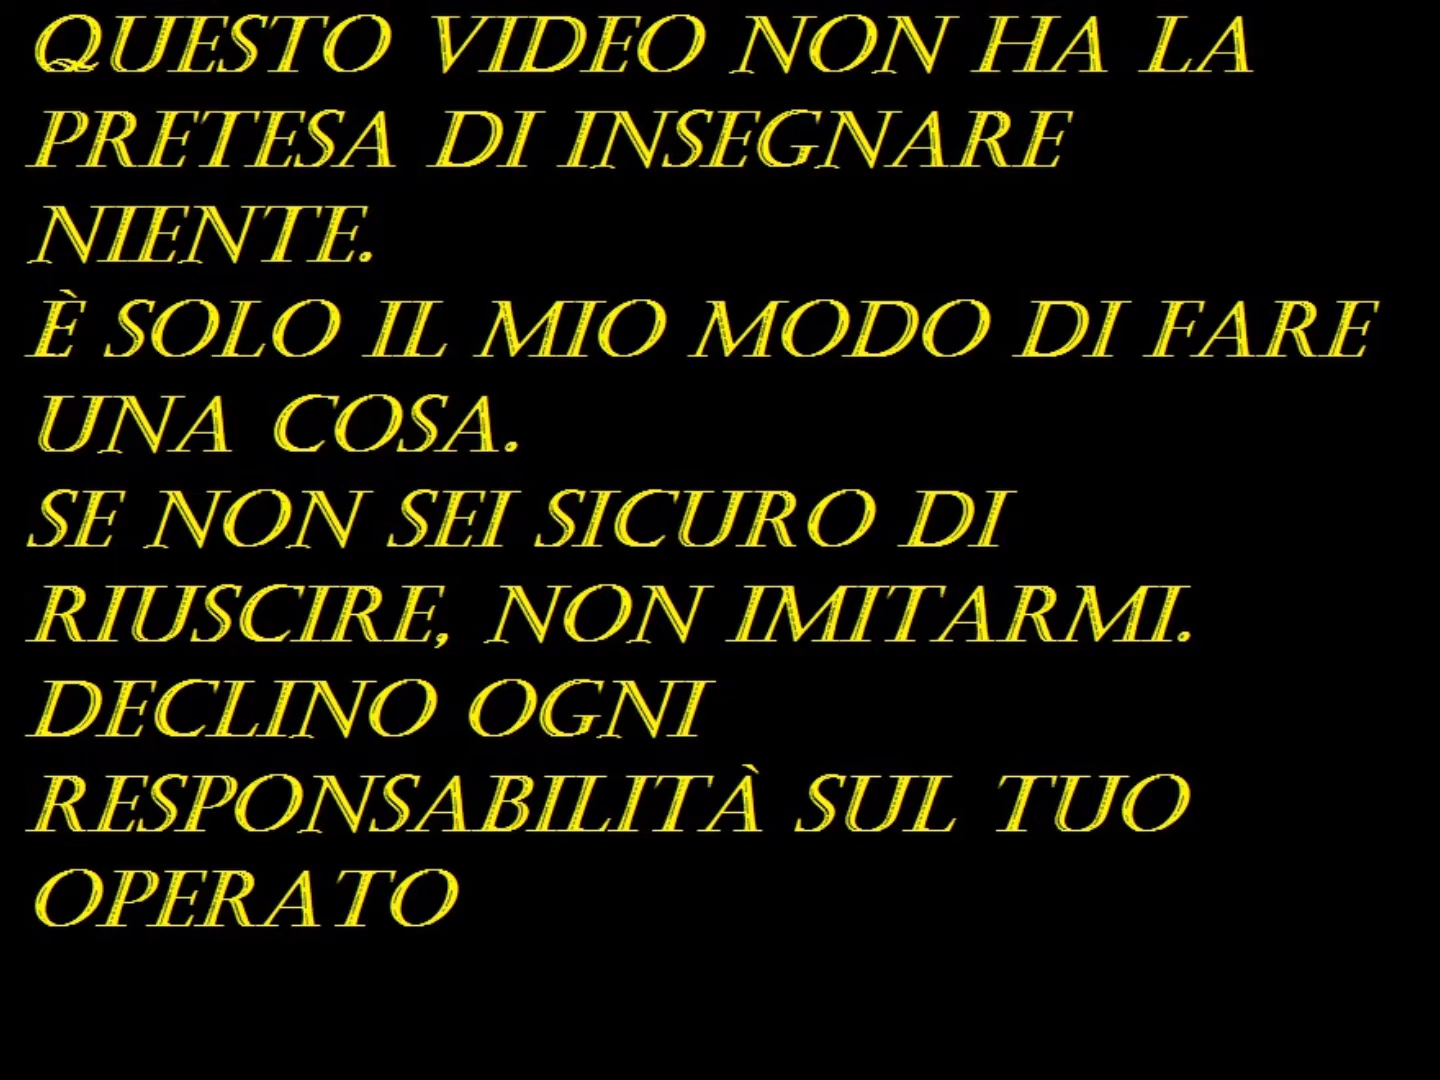 QUESTO VIDEO NON HA LA
PRETESA DI INSEGNARE
NIENTE.
È SOLO IL MIO MODO DI FARE
UNA COSA.
SE NON SEI SICURO DI
RIUSCIRE, NON IMITARMI.
DECLINO OGNI
RESPONSABILITÀ SUL TUO
OPERATO